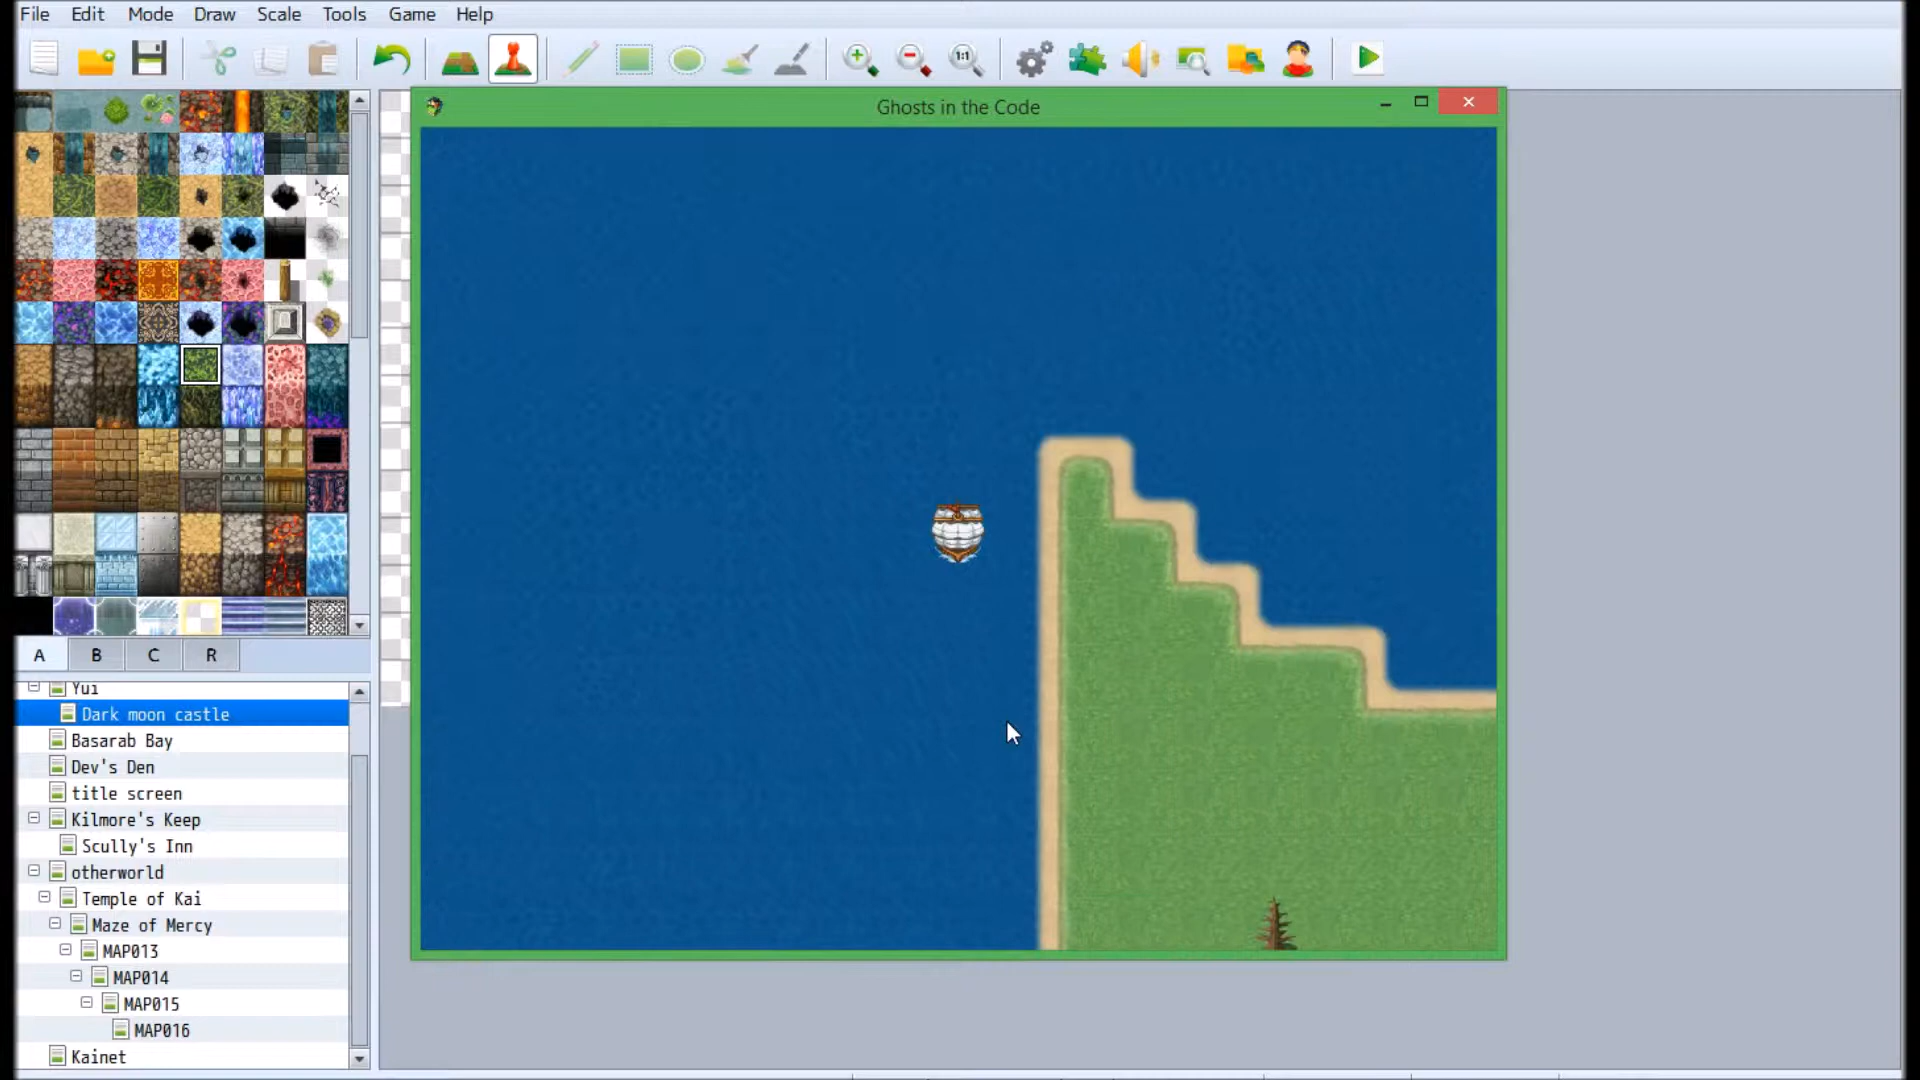 File Edit Mode Draw Scale Tools Game Help
1:1
Ghosts in the Code
A B C R
Yui
Dark moon castle
Basarab Bay
Dev's Den
title screen
Kilmore's Keep
Scully's Inn
otherworld
Temple of Kai
Maze of Mercy
MAP013
MAP014
MAP015
MAP016
Kainet